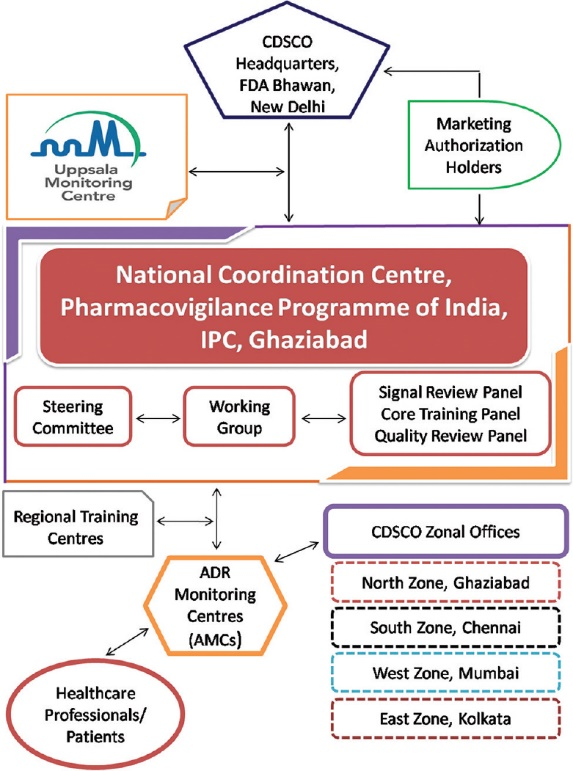 CDSCO
Headquarters,
FDA Bhawan,
New Delhi
Uppsala
Monitoring
Centre
Marketing
Authorization
Holders
National Coordination Centre,
Pharmacovigilance Programme of India,
IPC, Ghaziabad
Steering
Committee
Working
Group
Signal Review Panel
Core Training Panel
Quality Review Panel
Regional Training
Centres
ADR
Monitoring
Centres
(AMCs)
CDSCO Zonal Offices
North Zone, Ghaziabad
South Zone, Chennai
West Zone, Mumbai
East Zone, Kolkata
Healthcare
Professionals/
Patients